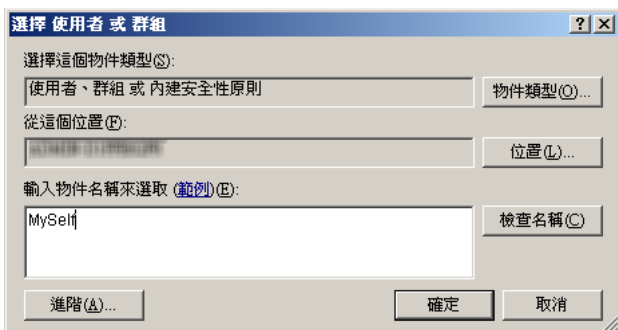 選擇 使用者 或 群組
選擇這個物件類型(S):
使用者、群組 或 內建安全性原則
物件類型(O)...
從這個位置(F):
位置(L)...
輸入物件名稱來選取 (範例)(E):
MySelf
檢查名稱(C)
進階(A)...
確定
取消